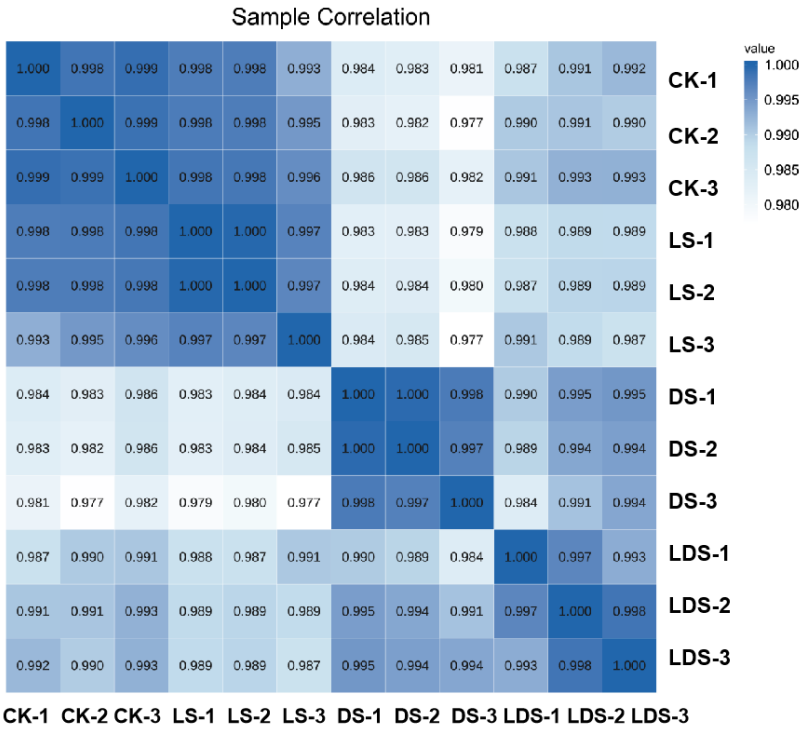 Sample Correlation
value
1.000
0.995
0.990
0.985
0.980
1.000 0.998 0.999 0.998 0.998 0.993 0.984 0.983 0.981 0.987 0.991 0.992 CK-1
0.998 1.000 0.999 0.998 0.998 0.995 0.983 0.982 0.977 0.990 0.991 0.990 CK-2
0.999 0.999 1.000 0.998 0.998 0.996 0.986 0.986 0.982 0.991 0.993 0.993 CK-3
0.998 0.998 0.998 1.000 1.000 0.997 0.983 0.983 0.979 0.988 0.989 0.989 LS-1
0.998 0.998 0.998 1.000 1.000 0.997 0.984 0.984 0.980 0.987 0.989 0.989 LS-2
0.993 0.995 0.996 0.997 0.997 1.000 0.984 0.985 0.977 0.991 0.989 0.987 LS-3
0.984 0.983 0.986 0.983 0.984 0.984 1.000 1.000 0.998 0.990 0.995 0.995 DS-1
0.983 0.982 0.986 0.983 0.984 0.985 1.000 1.000 0.997 0.989 0.994 0.994 DS-2
0.981 0.977 0.982 0.979 0.980 0.977 0.998 0.997 1.000 0.984 0.991 0.994 DS-3
0.987 0.990 0.991 0.988 0.987 0.991 0.990 0.989 0.984 1.000 0.997 0.993 LDS-1
0.991 0.991 0.993 0.989 0.989 0.989 0.995 0.994 0.991 0.997 1.000 0.998 LDS-2
0.992 0.990 0.993 0.989 0.989 0.987 0.995 0.994 0.994 0.993 0.998 1.000 LDS-3
CK-1 CK-2 CK-3 LS-1 LS-2 LS-3 DS-1 DS-2 DS-3 LDS-1 LDS-2 LDS-3